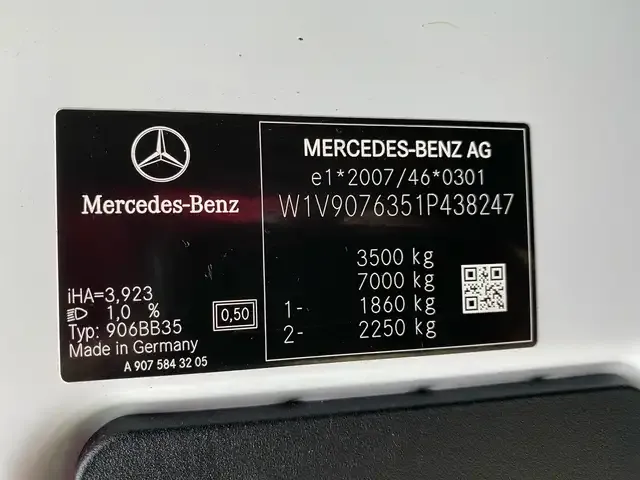 Mercedes-Benz
iHA=3,923
1,0 %
0,50
Typ: 906BB35
Made in Germany
A 907 584 32 05
MERCEDES-BENZ AG
e1*2007/46*0301
W1V9076351P438247
3500 kg
7000 kg
1- 1860 kg
2- 2250 kg